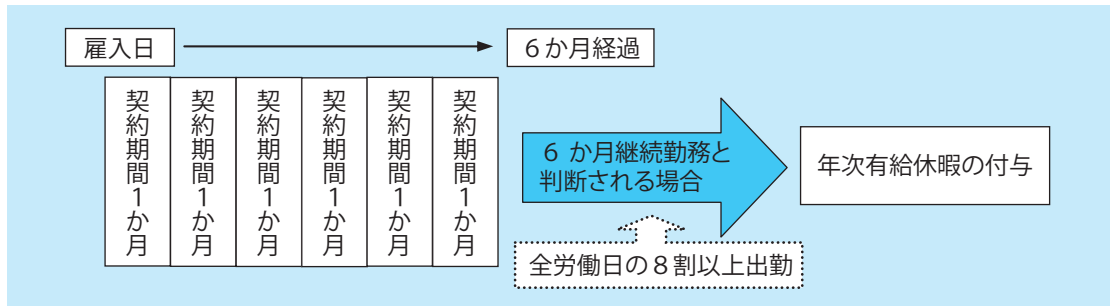 雇入日
６か月経過
契約期間１か月
契約期間１か月
契約期間１か月
契約期間１か月
契約期間１か月
契約期間１か月
６ か月継続勤務と
判断される場合
年次有給休暇の付与
全労働日の８割以上出勤